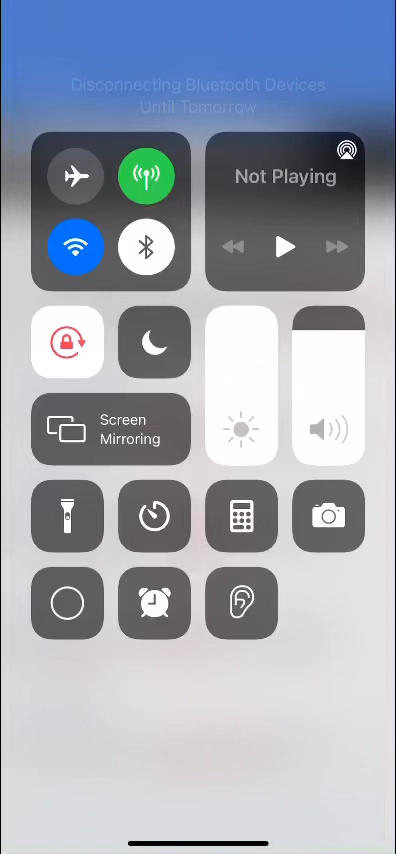 Disconnecting Bluetooth Devices
Until Tomorrow
Not Playing
Screen
Mirroring